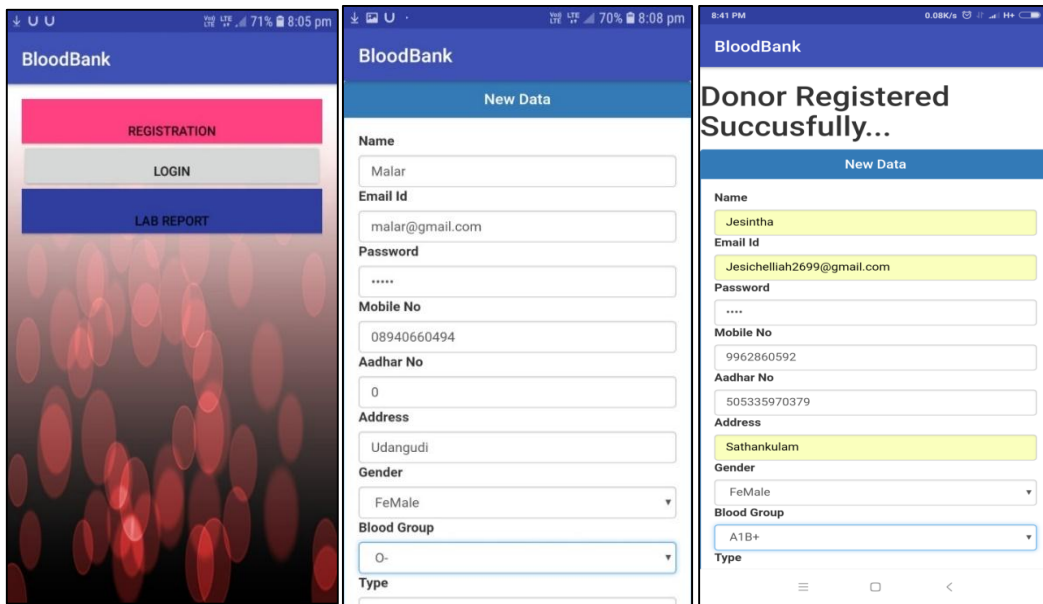 71% 8:05 pm
BloodBank
REGISTRATION
LOGIN
LAB REPORT
70% 8:08 pm
BloodBank
New Data
Name
Malar
Email Id
malar@gmail.com
Password
•••••
Mobile No
08940660494
Aadhar No
0
Address
Udangudi
Gender
FeMale
Blood Group
O-
Type
8:41 PM 0.08K/s H+
BloodBank
Donor Registered
Succusfully...
New Data
Name
Jesintha
Email Id
Jesichelliah2699@gmail.com
Password
••••
Mobile No
9962860592
Aadhar No
505335970379
Address
Sathankulam
Gender
FeMale
Blood Group
A1B+
Type